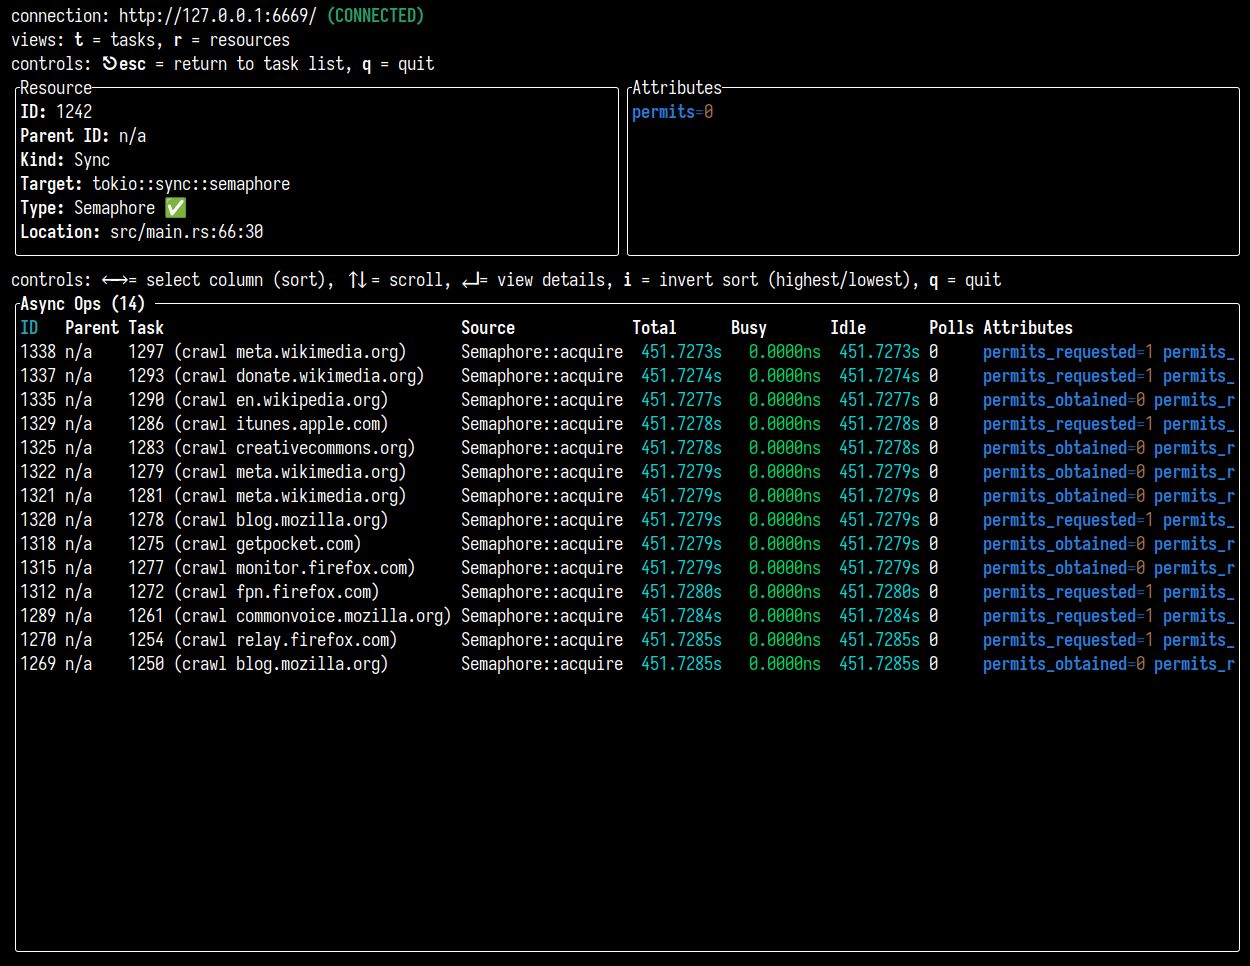 connection: http://127.0.0.1:6669/ (CONNECTED)
views: t = tasks, r = resources
controls: ⎋esc = return to task list, q = quit
Resource
ID: 1242
Parent ID: n/a
Kind: Sync
Target: tokio::sync::semaphore
Type: Semaphore ✅
Location: src/main.rs:66:30
Attributes
permits=0
controls: ←→= select column (sort), ↑↓= scroll, ↵= view details, i = invert sort (highest/lowest), q = quit
Async Ops (14)
ID Parent Task Source Total Busy Idle Polls Attributes
1338 n/a 1297 (crawl meta.wikimedia.org) Semaphore::acquire 451.7273s 0.0000ns 451.7273s 0 permits_requested=1 permits_
1337 n/a 1293 (crawl donate.wikimedia.org) Semaphore::acquire 451.7274s 0.0000ns 451.7274s 0 permits_requested=1 permits_
1335 n/a 1290 (crawl en.wikipedia.org) Semaphore::acquire 451.7277s 0.0000ns 451.7277s 0 permits_obtained=0 permits_r
1329 n/a 1286 (crawl itunes.apple.com) Semaphore::acquire 451.7278s 0.0000ns 451.7278s 0 permits_requested=1 permits_
1325 n/a 1283 (crawl creativecommons.org) Semaphore::acquire 451.7278s 0.0000ns 451.7278s 0 permits_obtained=0 permits_r
1322 n/a 1279 (crawl meta.wikimedia.org) Semaphore::acquire 451.7279s 0.0000ns 451.7279s 0 permits_obtained=0 permits_r
1321 n/a 1281 (crawl meta.wikimedia.org) Semaphore::acquire 451.7279s 0.0000ns 451.7279s 0 permits_obtained=0 permits_r
1320 n/a 1278 (crawl blog.mozilla.org) Semaphore::acquire 451.7279s 0.0000ns 451.7279s 0 permits_requested=1 permits_
1318 n/a 1275 (crawl getpocket.com) Semaphore::acquire 451.7279s 0.0000ns 451.7279s 0 permits_obtained=0 permits_r
1315 n/a 1277 (crawl monitor.firefox.com) Semaphore::acquire 451.7279s 0.0000ns 451.7279s 0 permits_obtained=0 permits_r
1312 n/a 1272 (crawl fpn.firefox.com) Semaphore::acquire 451.7280s 0.0000ns 451.7280s 0 permits_requested=1 permits_
1289 n/a 1261 (crawl commonvoice.mozilla.org) Semaphore::acquire 451.7284s 0.0000ns 451.7284s 0 permits_requested=1 permits_
1270 n/a 1254 (crawl relay.firefox.com) Semaphore::acquire 451.7285s 0.0000ns 451.7285s 0 permits_requested=1 permits_
1269 n/a 1250 (crawl blog.mozilla.org) Semaphore::acquire 451.7285s 0.0000ns 451.7285s 0 permits_obtained=0 permits_r